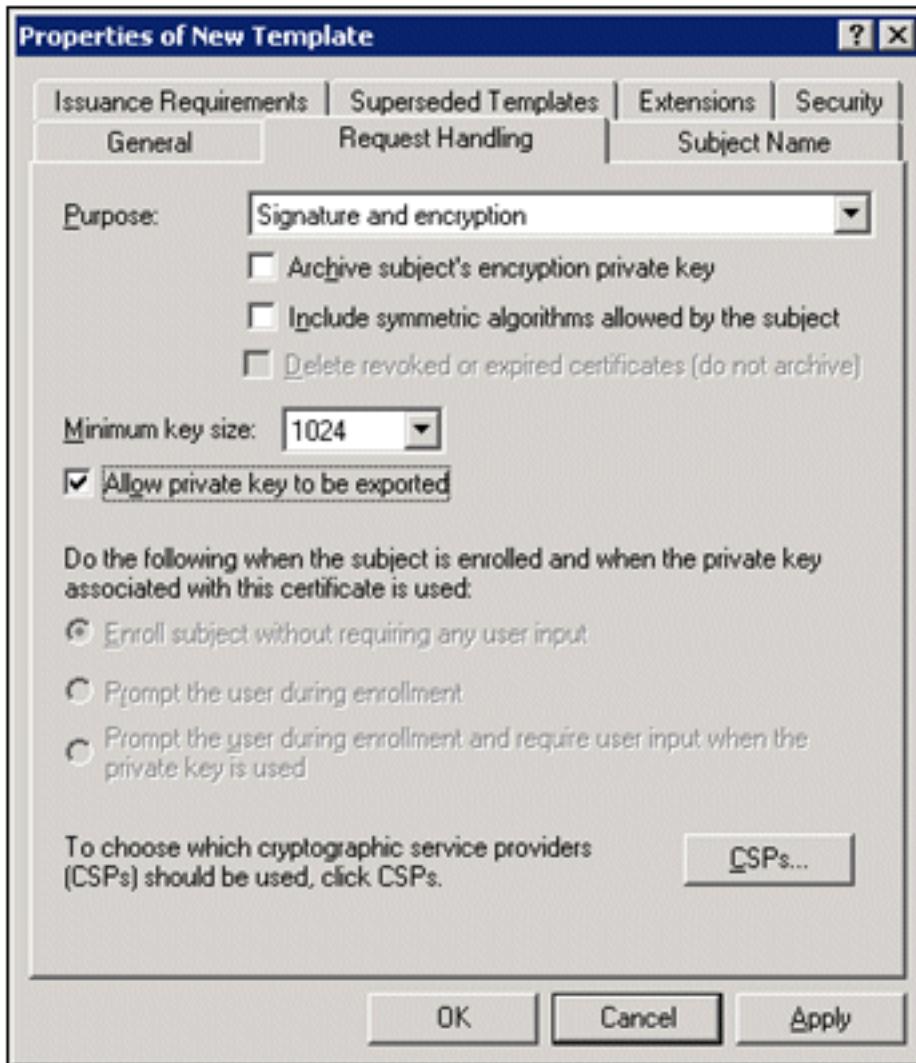 Properties of New Template
Issuance Requirements
Superseded Templates
Extensions
Security
General
Request Handling
Subject Name
Purpose:
Signature and encryption
Archive subject's encryption private key
Include symmetric algorithms allowed by the subject
Delete revoked or expired certificates (do not archive)
Minimum key size:
1024
Allow private key to be exported
Do the following when the subject is enrolled and when the private key
associated with this certificate is used:
Enroll subject without requiring any user input
Prompt the user during enrollment
Prompt the user during enrollment and require user input when the
private key is used
To choose which cryptographic service providers
(CSPs) should be used, click CSPs.
CSPs...
OK
Cancel
Apply